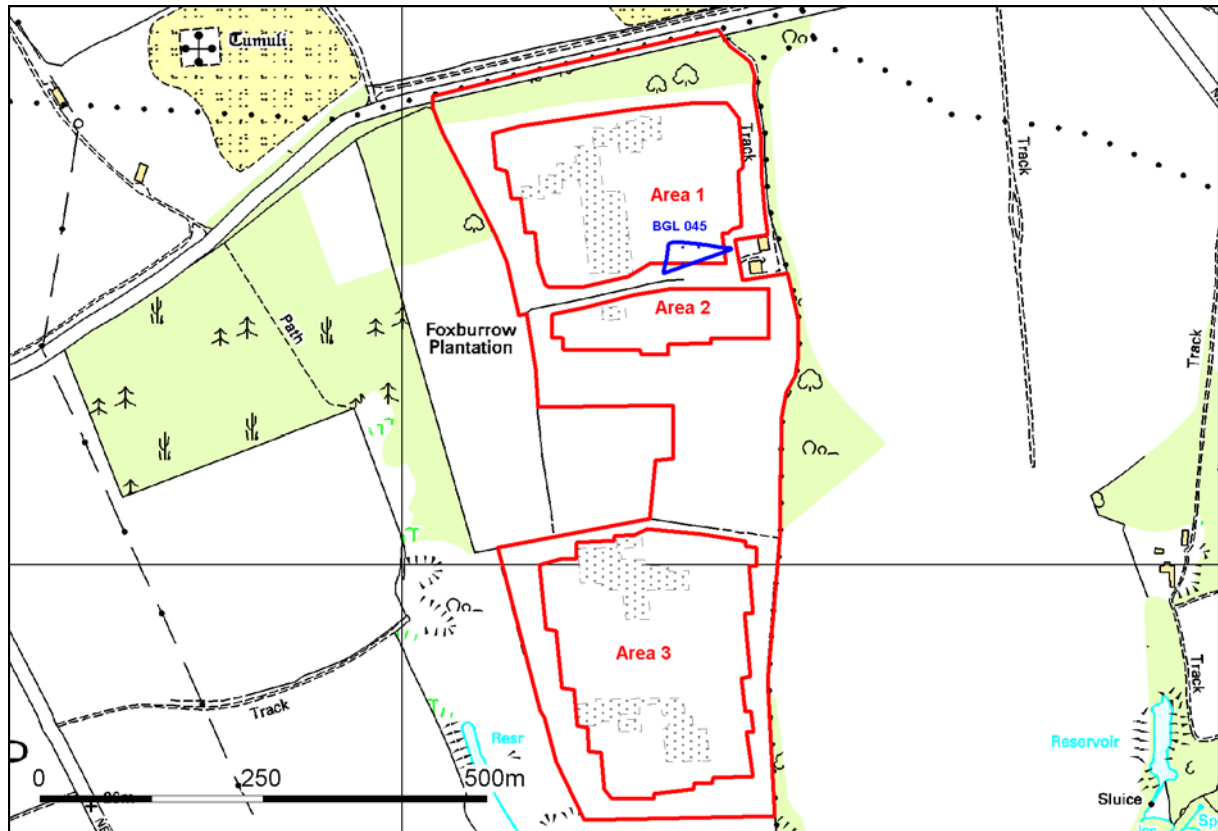 Tumuli
Track
Track
Area 1
BGL 045
Area 2
Foxburrow
Plantation
Path
Track
Area 3
Track
Track
Resr
Reservoir
Sluice
0 250 500m